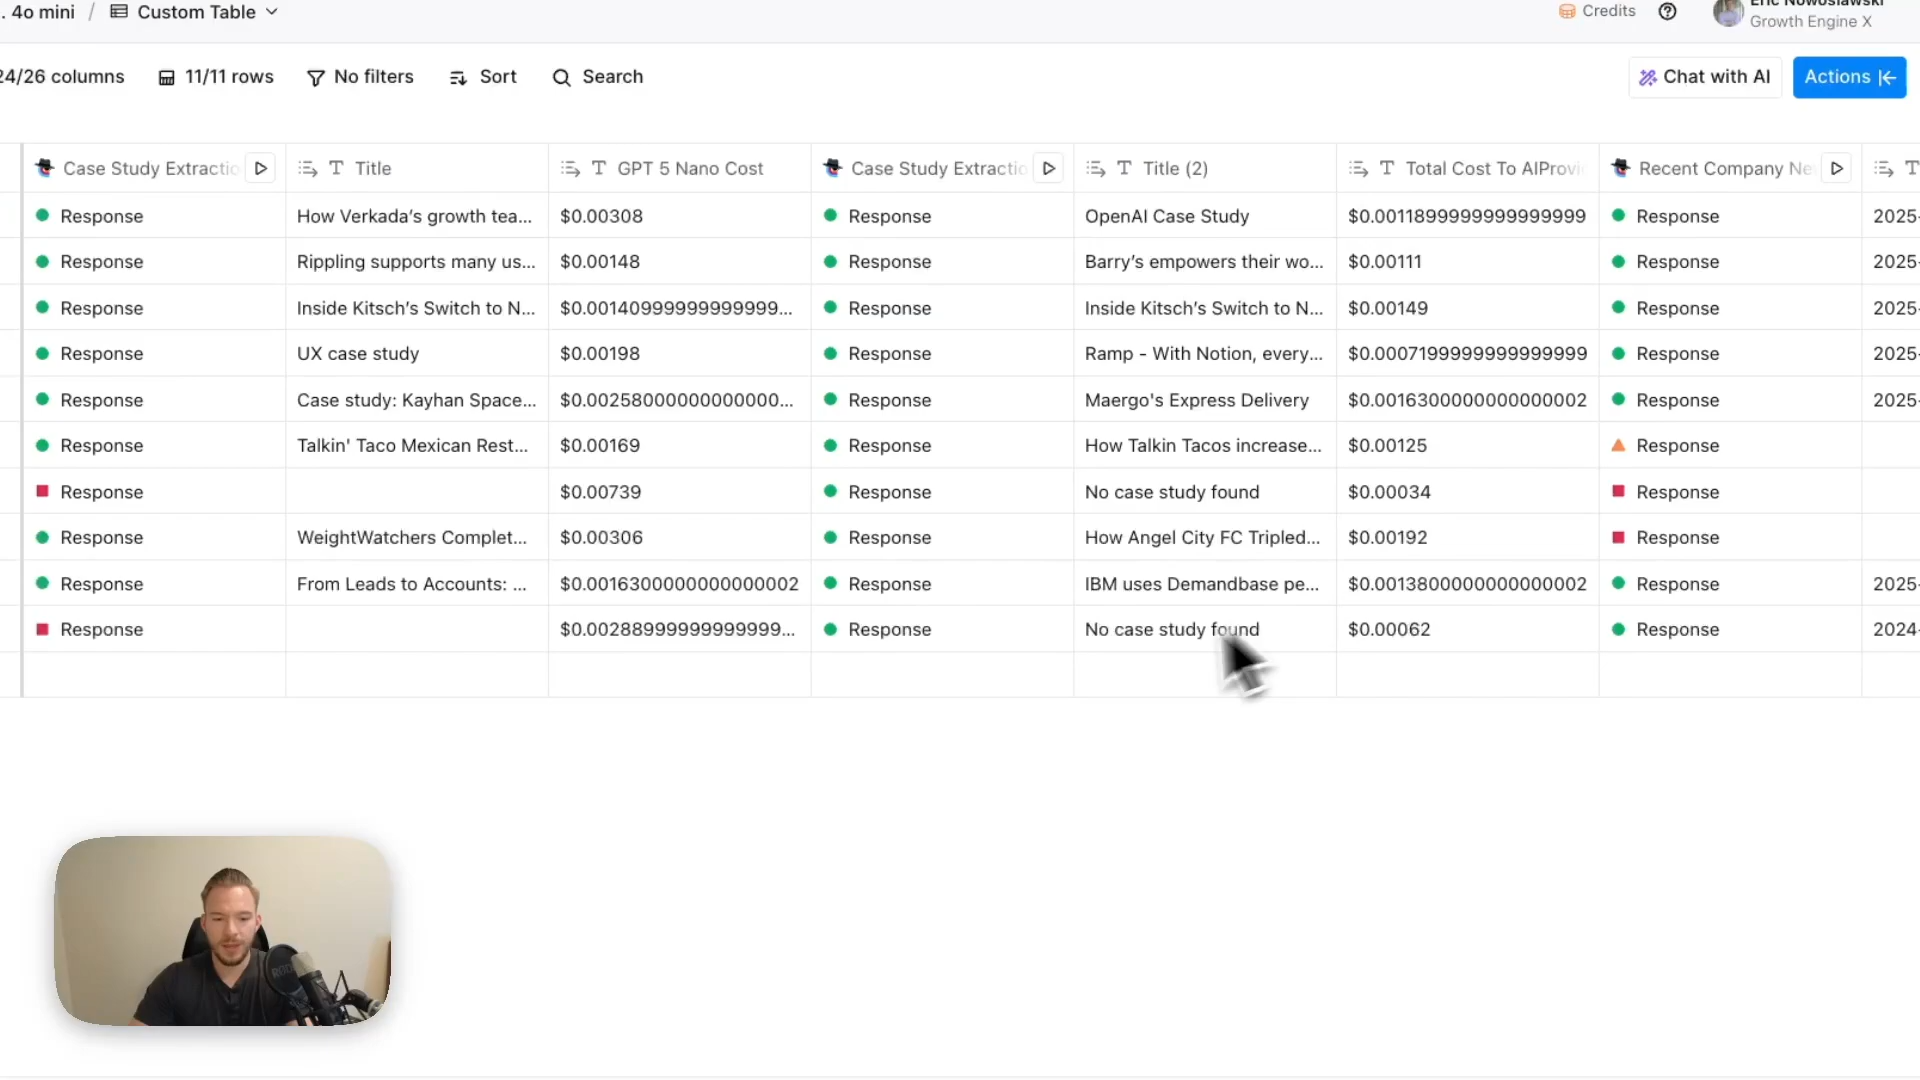 . 4o mini / Custom Table
Credits
Eric Nowoslawski
Growth Engine X
24/26 columns 11/11 rows No filters Sort Search Chat with AI Actions
Case Study Extractio Title GPT 5 Nano Cost Case Study Extractio Title (2) Total Cost To AIProvi Recent Company Ne
Response How Verkada’s growth tea... $0.00308 Response OpenAI Case Study $0.0011899999999999999 Response 2025-
Response Rippling supports many us... $0.00148 Response Barry’s empowers their wo... $0.00111 Response 2025-
Response Inside Kitsch’s Switch to N... $0.00140999999999999... Response Inside Kitsch’s Switch to N... $0.00149 Response 2025-
Response UX case study $0.00198 Response Ramp - With Notion, every... $0.0007199999999999999 Response 2025-
Response Case study: Kayhan Space... $0.00258000000000000... Response Maergo's Express Delivery $0.0016300000000000002 Response 2025-
Response Talkin' Taco Mexican Rest... $0.00169 Response How Talkin Tacos increase... $0.00125 Response
Response $0.00739 Response No case study found $0.00034 Response
Response WeightWatchers Complet... $0.00306 Response How Angel City FC Tripled... $0.00192 Response
Response From Leads to Accounts: ... $0.0016300000000000002 Response IBM uses Demandbase pe... $0.0013800000000000002 Response 2025-
Response $0.00288999999999999... Response No case study found $0.00062 Response 2024-